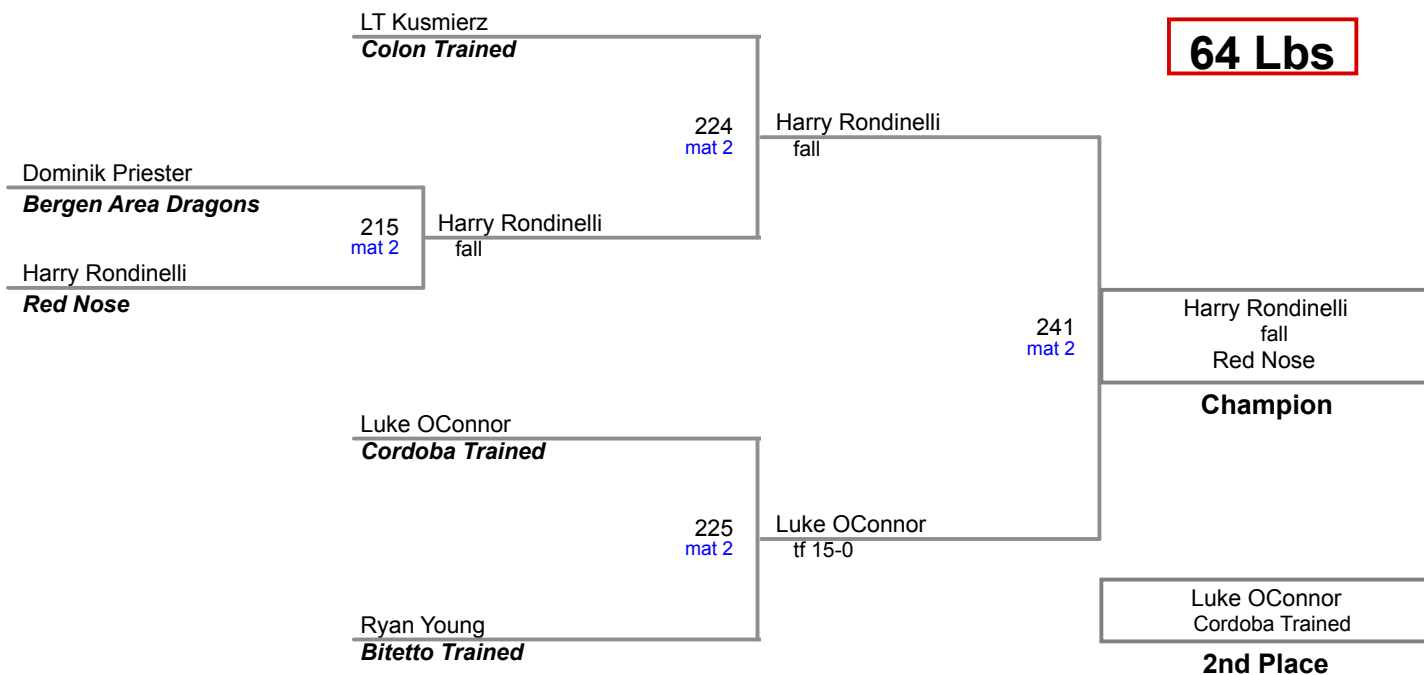 LT Kusmierz
Colon Trained
64 Lbs
224
mat 2
Harry Rondinelli
fall
Dominik Priester
Bergen Area Dragons
215
mat 2
Harry Rondinelli
fall
Harry Rondinelli
Red Nose
241
mat 2
Harry Rondinelli
fall
Red Nose
Champion
Luke OConnor
Cordoba Trained
225
mat 2
Luke OConnor
tf 15-0
Ryan Young
Bitetto Trained
Luke OConnor
Cordoba Trained
2nd Place